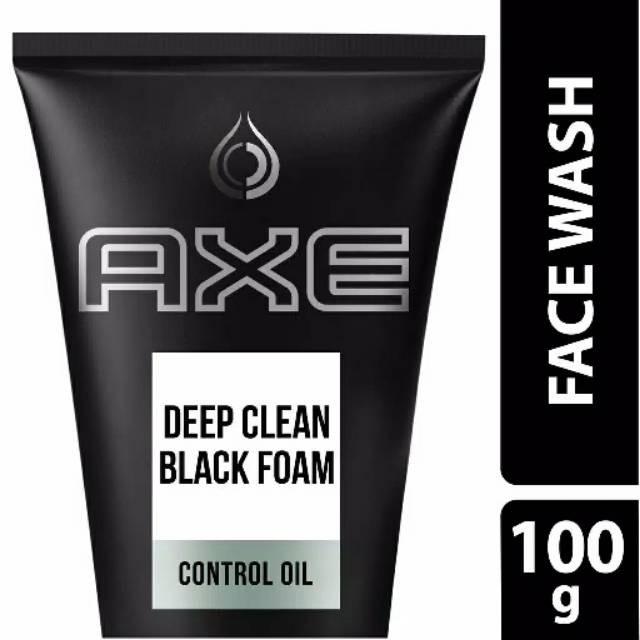 AXE
DEEP CLEAN
BLACK FOAM
CONTROL OIL
FACE WASH
100
g